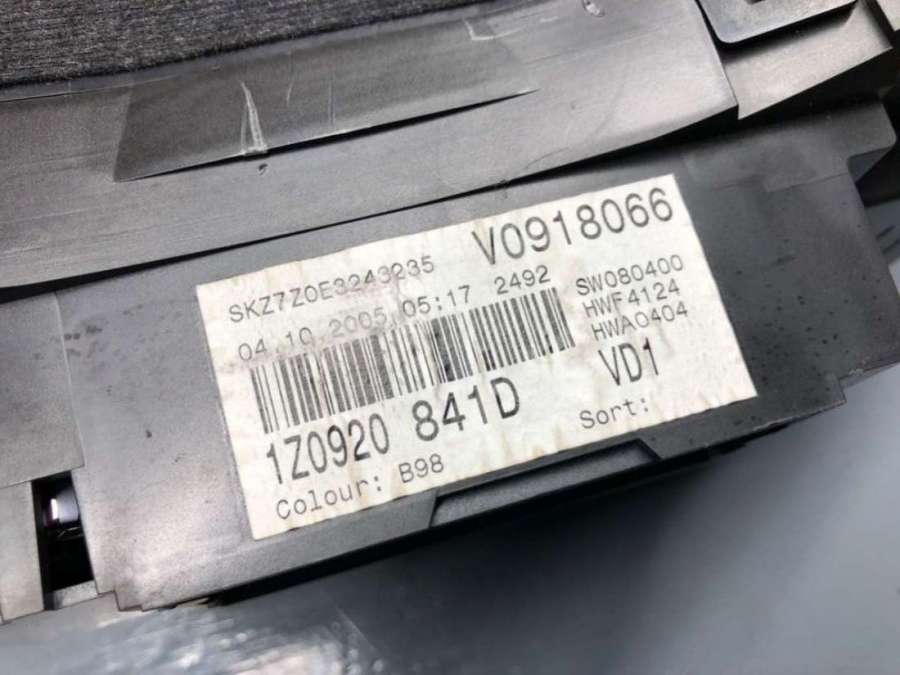 SKZ7Z0E3243235 V0918066
04.10.2005 05:17 2492
SW080400
HWF4124
HWA0404
1Z0920 841D VD1
Colour: B98 Sort: